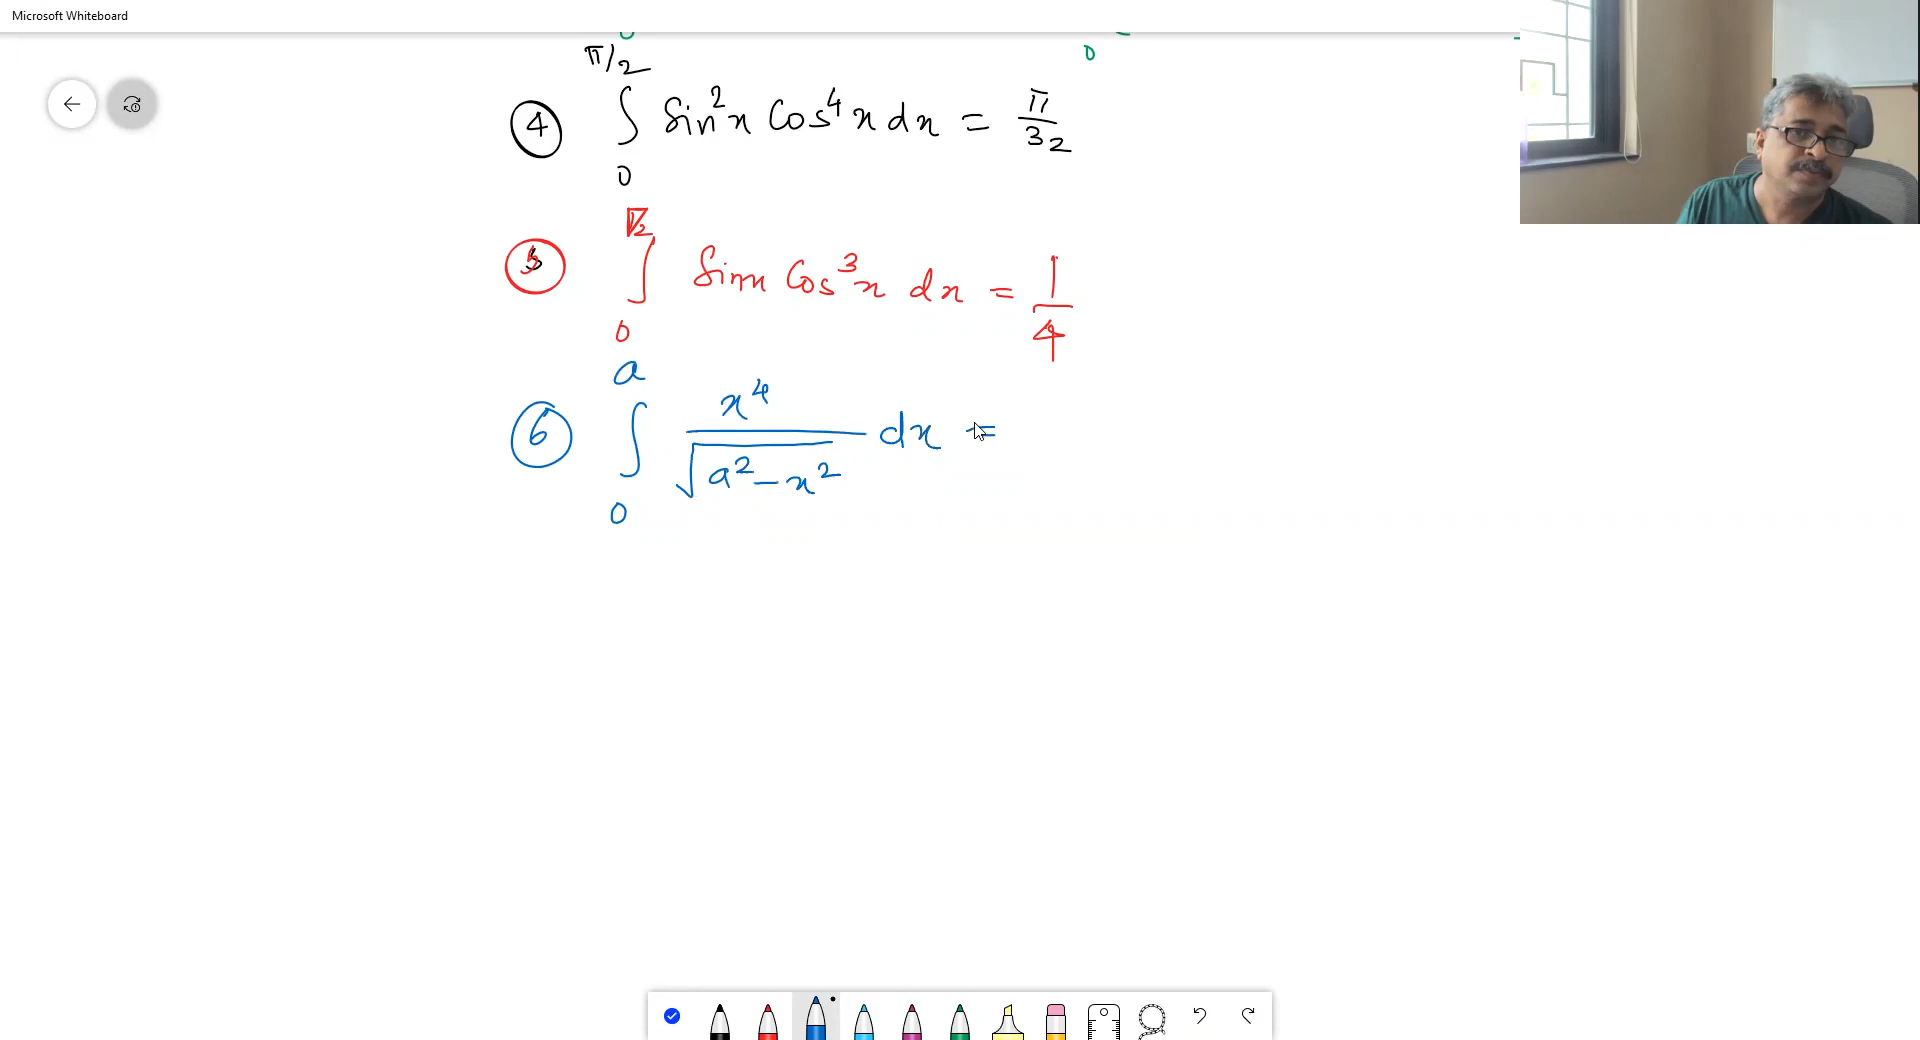 Microsoft Whiteboard
④ ∫₀^{π/2} Sin²x Cos⁴x dx = π/32
⑤ ∫₀^{π/2} Sinx Cos³x dx = 1/4
⑥ ∫₀^{a} x⁴/√(a²-x²) dx =